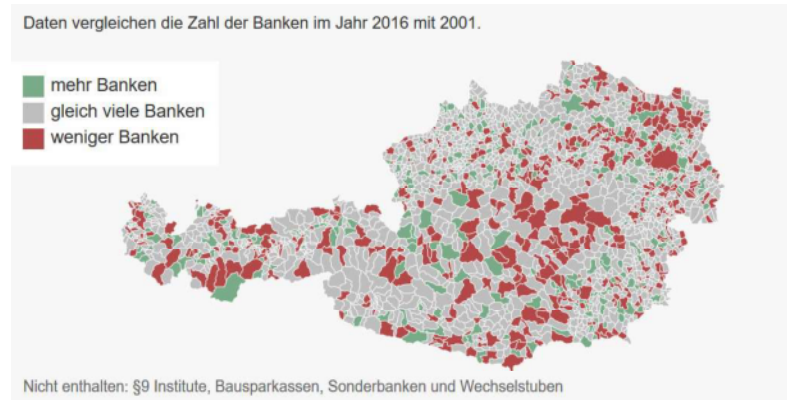 Daten vergleichen die Zahl der Banken im Jahr 2016 mit 2001.
mehr Banken
gleich viele Banken
weniger Banken
Nicht enthalten: §9 Institute, Bausparkassen, Sonderbanken und Wechselstuben